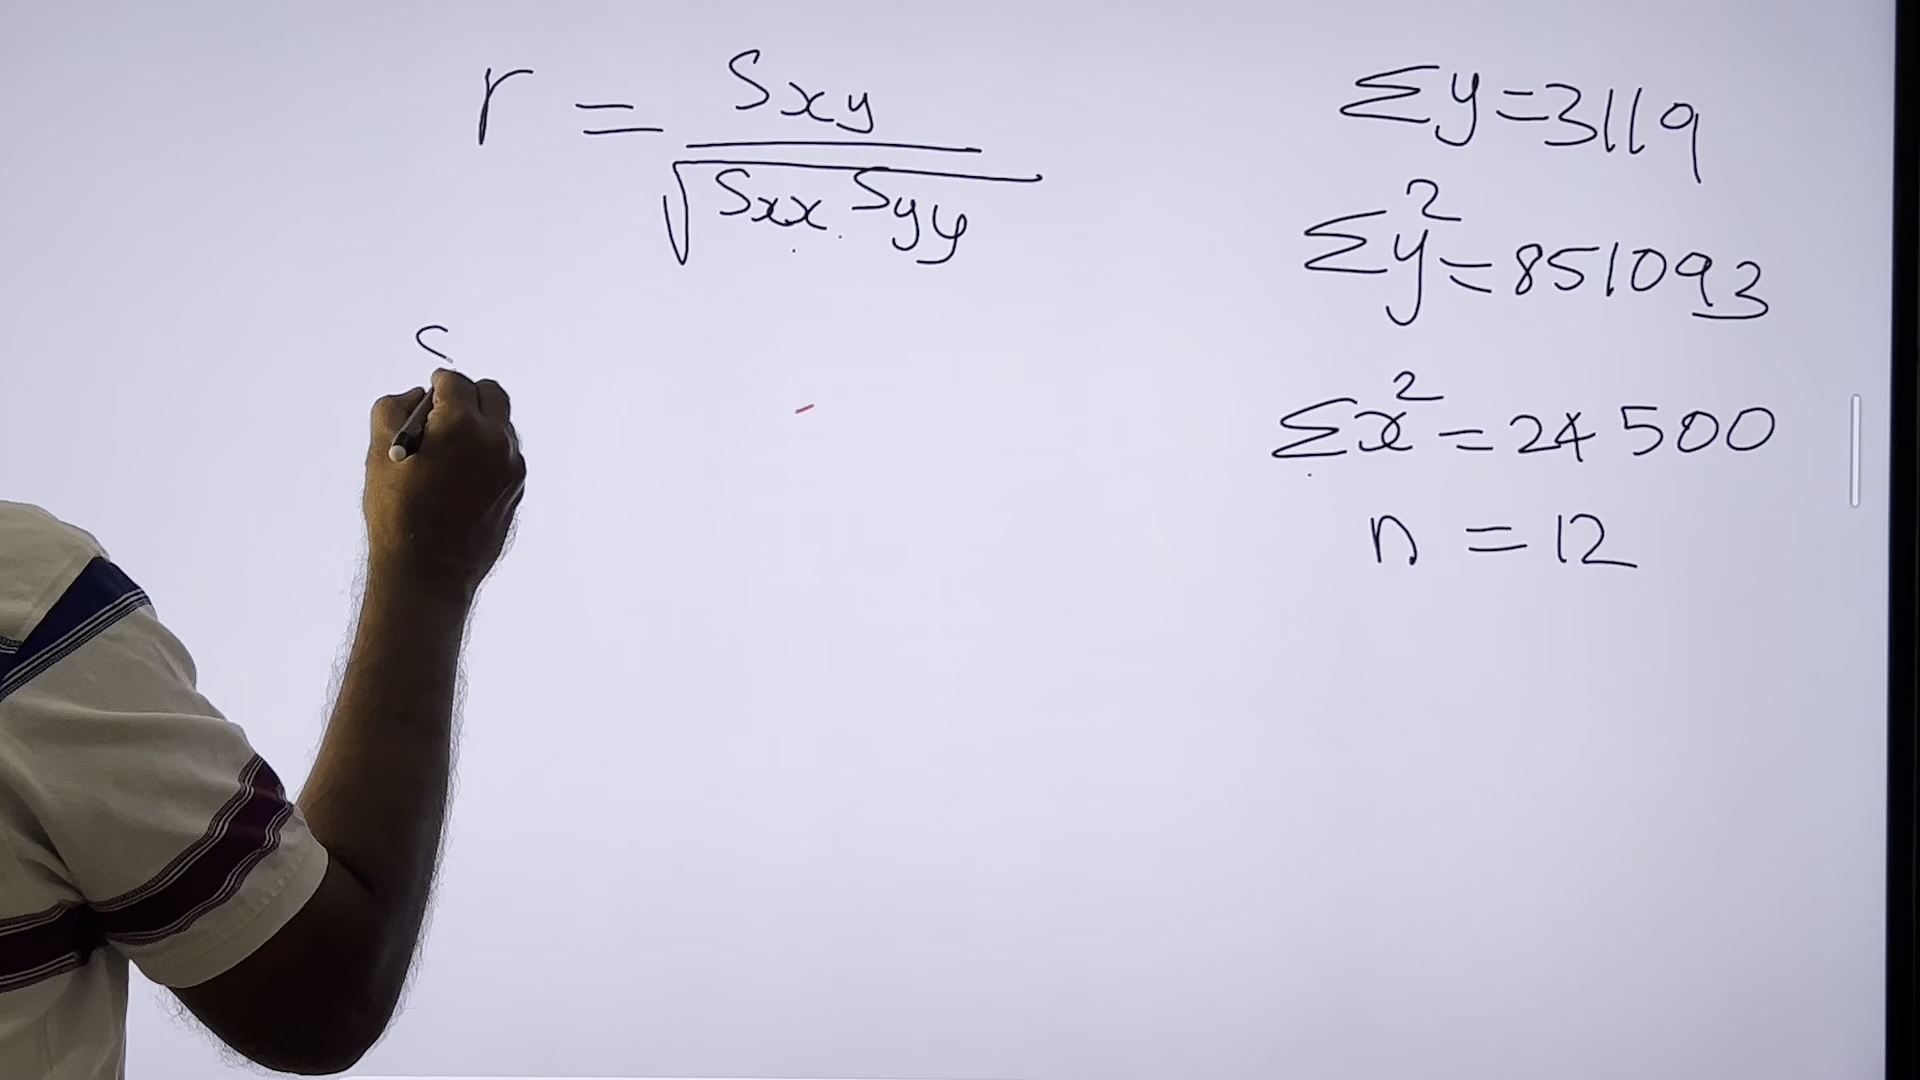 r = Sxy / √Sxx Syy
S
Σy = 3119
Σy² = 851093
Σx² = 24500
n = 12